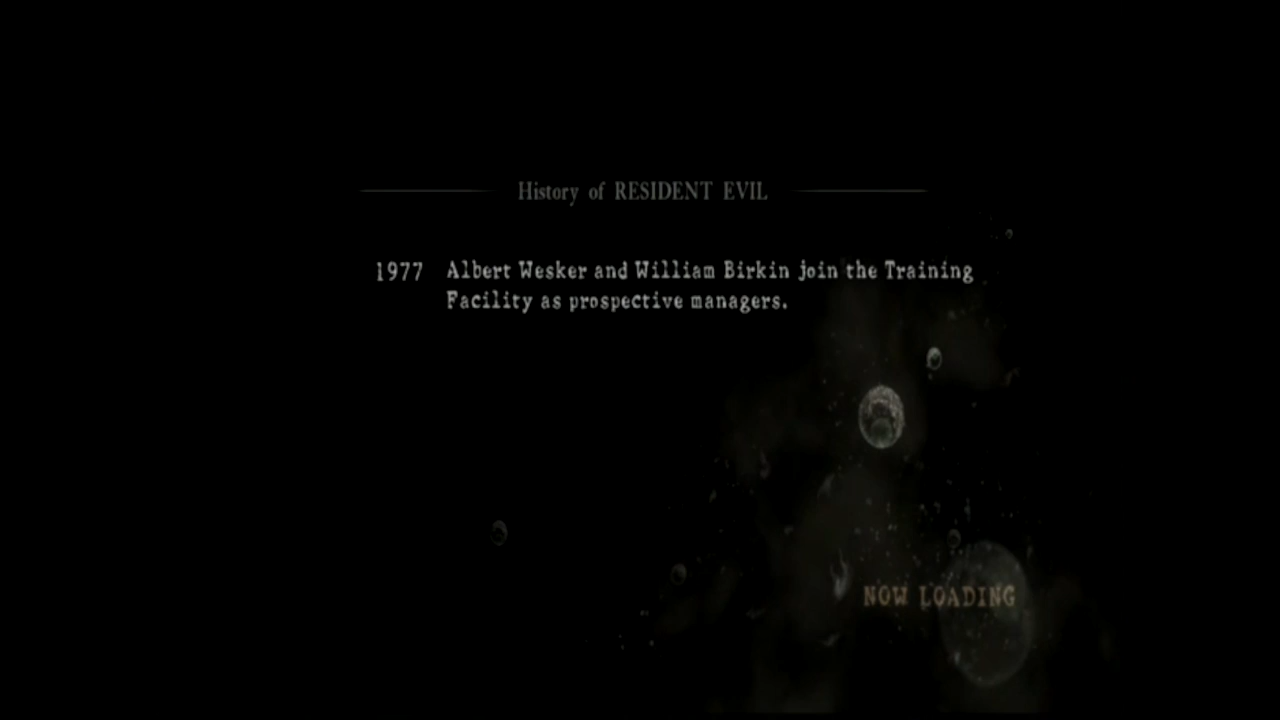 History of RESIDENT EVIL
1977 Albert Wesker and William Birkin join the Training
Facility as prospective managers.
NOW LOADING